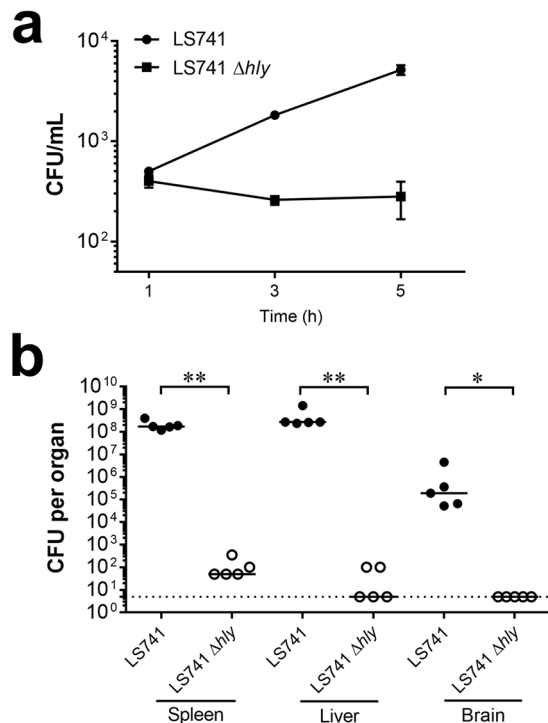 a
LS741
LS741 Δhly
CFU/mL
10⁴
10³
10²
1 3 5
Time (h)
b
** ** *
CFU per organ
10¹⁰
10⁹
10⁸
10⁷
10⁶
10⁵
10⁴
10³
10²
10¹
10⁰
LS741 LS741 Δhly LS741 LS741 Δhly LS741 LS741 Δhly
Spleen Liver Brain